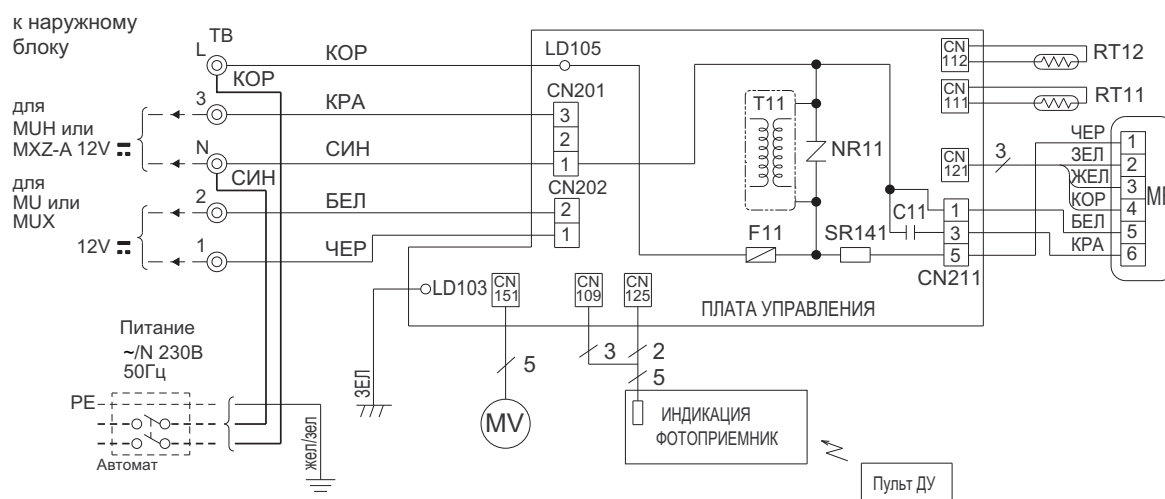 к наружному
блоку
TB
L
КОР
LD105
КОР
CN
112
RT12
для
MUH или
MXZ-A
12V
3
КРА
CN201
3
2
1
T11
NR11
CN
111
RT11
N
СИН
СИН
CN
121
3
ЧЕР
ЗЕЛ
ЖЕЛ
КОР
БЕЛ
КРА
1
2
3
4
5
6
для
MU или
MUX
12V
2
БЕЛ
CN202
2
1
1
ЧЕР
F11
SR141
C11
1
3
5
CN211
LD103
CN
151
CN
109
CN
125
ПЛАТА УПРАВЛЕНИЯ
Питание
~/N 230В
50Гц
ЗЕЛ
5
3
2
5
PE
MV
ИНДИКАЦИЯ
ФОТОПРИЕМНИК
Автомат
жел/зел
Пульт ДУ